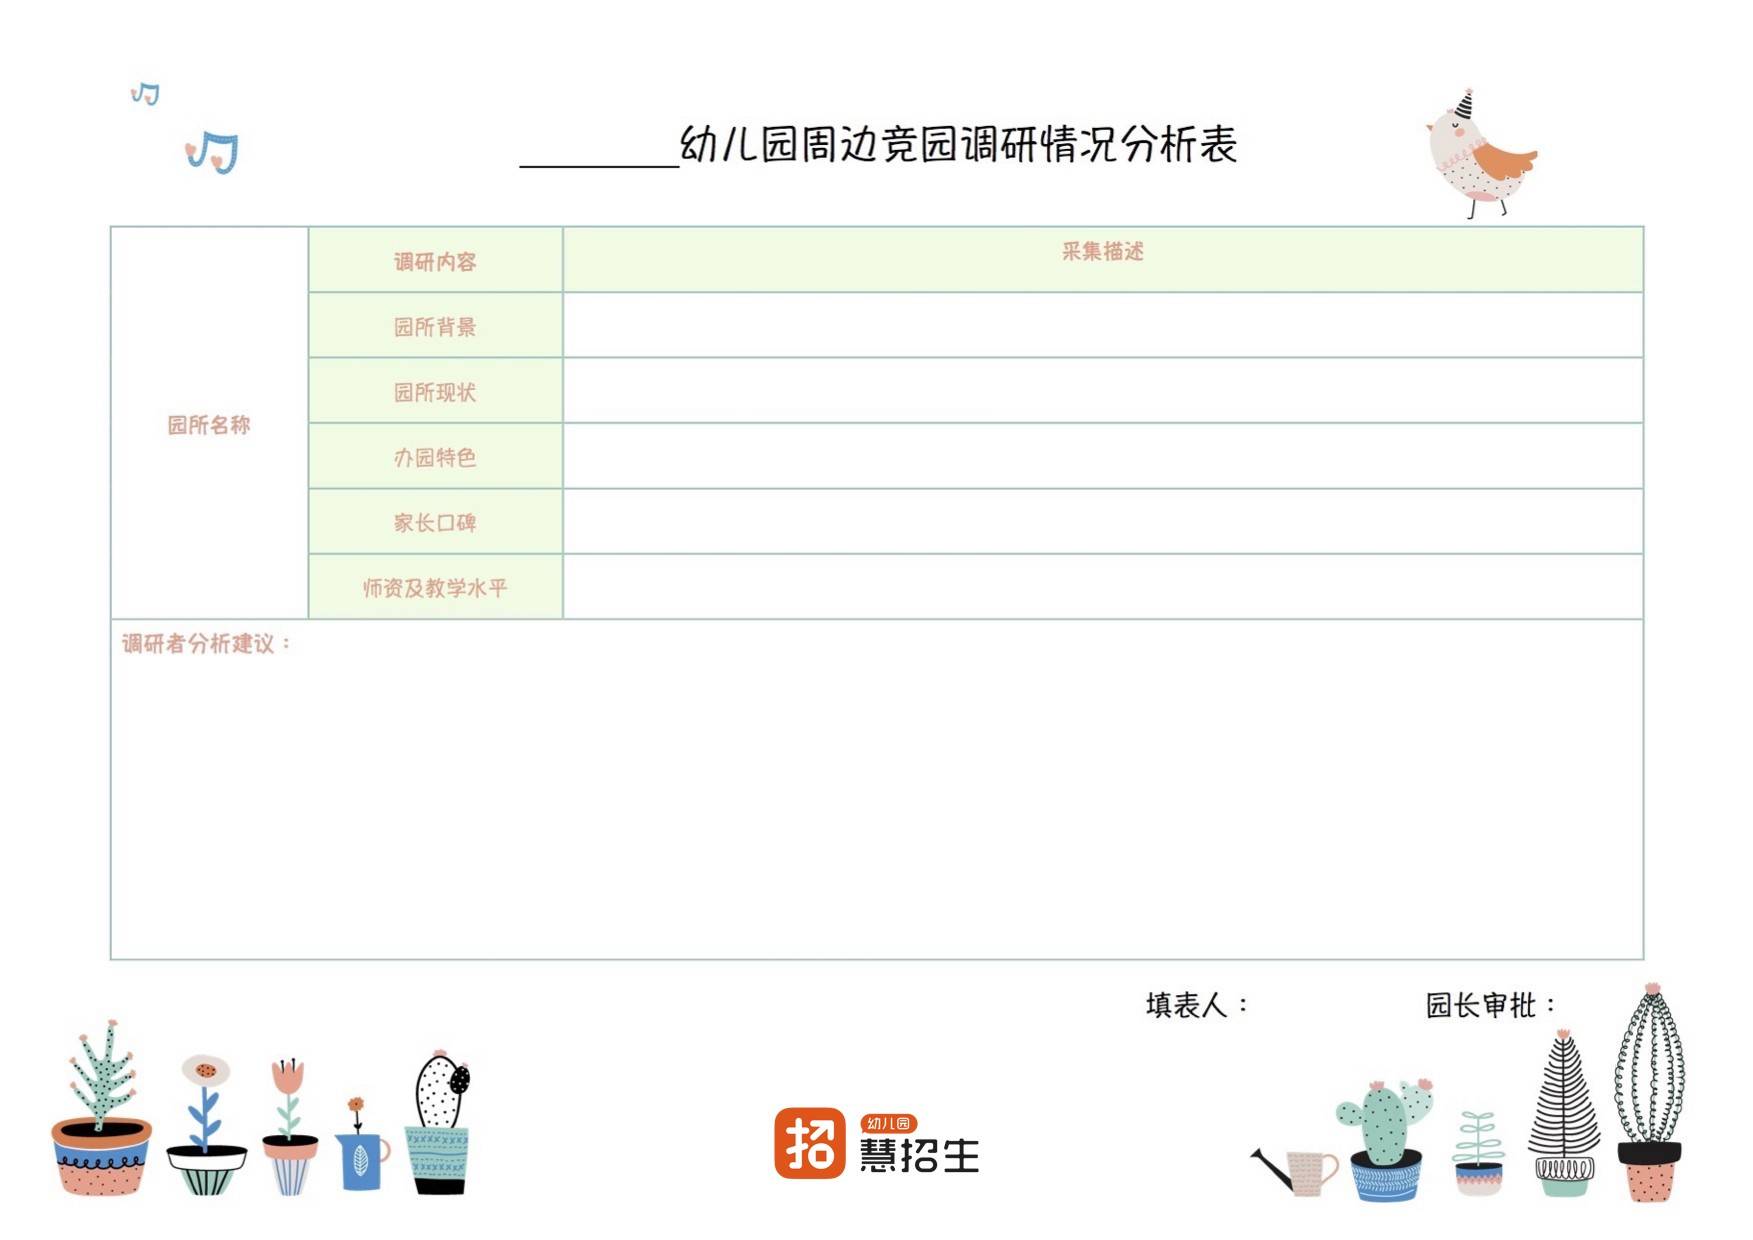 ________幼儿园周边竞园调研情况分析表
调研内容 采集描述
园所背景
园所现状
园所名称
办园特色
家长口碑
师资及教学水平
调研者分析建议：
填表人： 园长审批：
招
幼儿园
慧招生